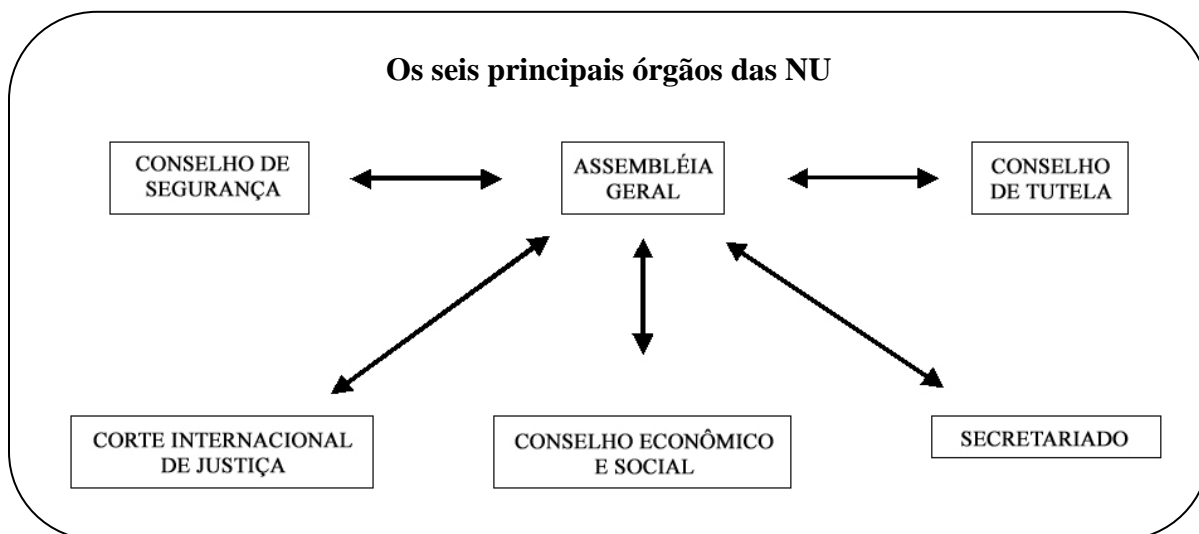 Os seis principais órgãos das NU
CONSELHO DE
SEGURANÇA
ASSEMBLÉIA
GERAL
CONSELHO
DE TUTELA
CORTE INTERNACIONAL
DE JUSTIÇA
CONSELHO ECONÔMICO
E SOCIAL
SECRETARIADO